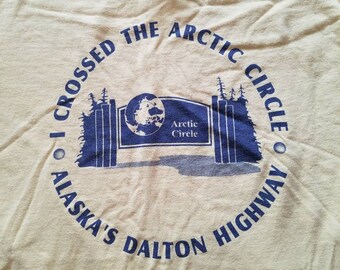 I CROSSED THE ARCTIC CIRCLE
Arctic
Circle
ALASKA'S DALTON HIGHWAY